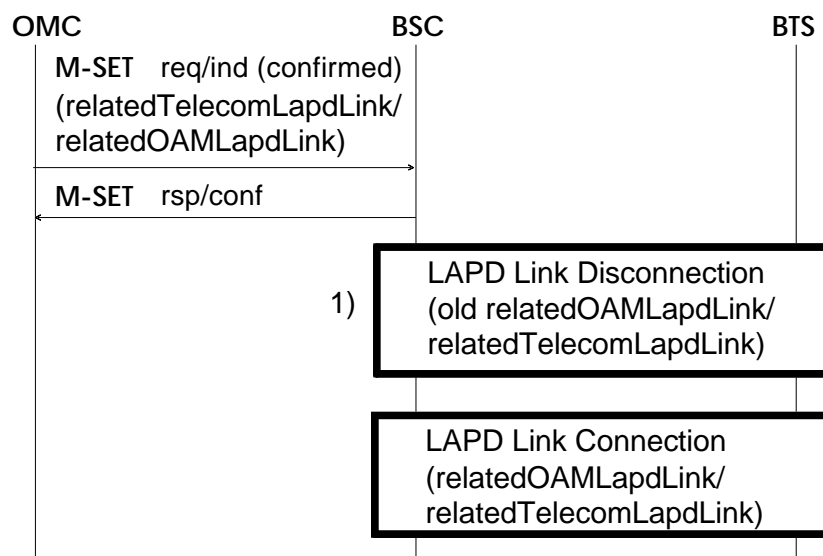 OMC BSC BTS
M-SET req/ind (confirmed)
(relatedTelecomLapdLink/
relatedOAMLapdLink)
M-SET rsp/conf
1)
LAPD Link Disconnection
(old relatedOAMLapdLink/
relatedTelecomLapdLink)
LAPD Link Connection
(relatedOAMLapdLink/
relatedTelecomLapdLink)